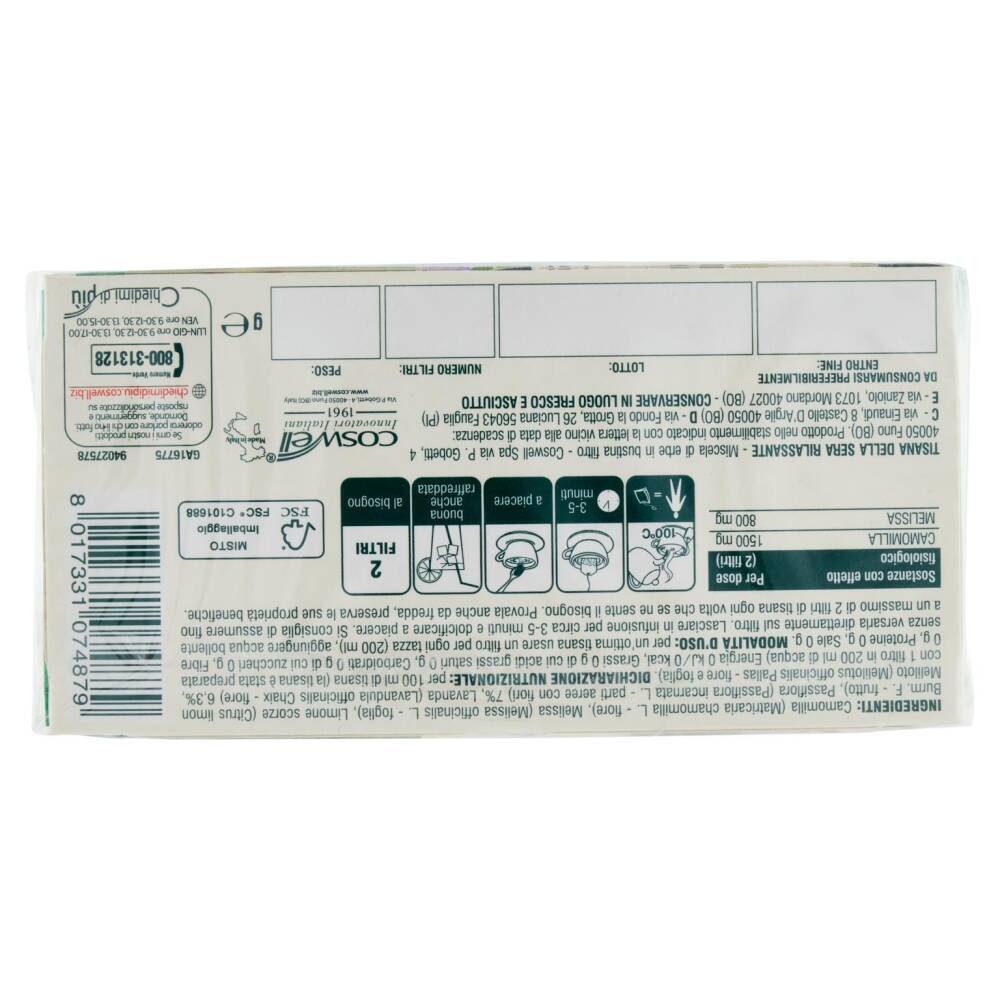 INGREDIENTI: Camomilla (Matricaria chamomilla L. - fiore), Melissa (Melissa officinalis L. - foglia), Limone scorze (Citrus limon
Burm. F. - frutto), Passiflora (Passiflora incarnata L. - parti aeree con fiori) 7%, Lavanda (Lavandula officinalis Chaix - fiore) 6,3%,
Meliloto (Melilotus officinalis Pallas - fiore e foglia). DICHIARAZIONE NUTRIZIONALE: per 100 ml di tisana (la tisana è stata preparata
con 1 filtro in 200 ml di acqua) Energia 0 kJ / 0 kcal, Grassi 0 g di cui acidi grassi saturi 0 g, Carboidrati 0 g di cui zuccheri 0 g, Fibre
0 g, Proteine 0 g, Sale 0 g. MODALITÀ D'USO: per un'ottima tisana usare un filtro per ogni tazza (200 ml), aggiungere acqua bollente
senza versarla direttamente sul filtro. Lasciare in infusione per circa 3-5 minuti e dolcificare a piacere. Si consiglia di assumere fino
a un massimo di 2 filtri di tisana ogni volta che se ne sente il bisogno. Provala anche da fredda, preserva le sue proprietà benefiche.
Sostanze con effetto fisiologico
Per dose (2 filtri)
CAMOMILLA 1500 mg
MELISSA 800 mg
100°C
3-5 minuti
a piacere
buona anche raffreddata
2 FILTRI
al bisogno
MISTO
Imballaggio
FSC
FSC® C101688
8 017331 074879
TISANA DELLA SERA RILASSANTE - Miscela di erbe in bustina filtro - Coswell Spa via P. Gobetti, 4
40050 Funo (BO). Prodotto nello stabilimento indicato con la lettera vicino alla data di scadenza:
C - via Einaudi, 8 Castello D'Argile 40050 (BO) D - via Fondo la Grotta, 26 Luciana 56043 Fauglia (PI)
E - via Zaniolo, 1073 Mordano 40027 (BO) CONSERVARE IN LUOGO FRESCO E ASCIUTTO
DA CONSUMARSI PREFERIBILMENTE
ENTRO FINE:
LOTTO:
NUMERO FILTRI:
PESO:
g e
COSWELL®
Innovatori Italiani
1961
Via P.Gobetti, 4 - 40050 Funo (BO) Italy
www.coswell.biz
Made in Italy
GA16775 94027578
Se ami i nostri prodotti
adorerai parlare con chi li ha fatti.
Domande, suggerimenti e
risposte personalizzate su
chiedimidipiu.coswell.biz
Numero Verde
800-313128
LUN-GIO ore 9.30-12.30, 13.30-17.00
VEN ore 9.30-12.30, 13.30-15.00
Chiedimi di più